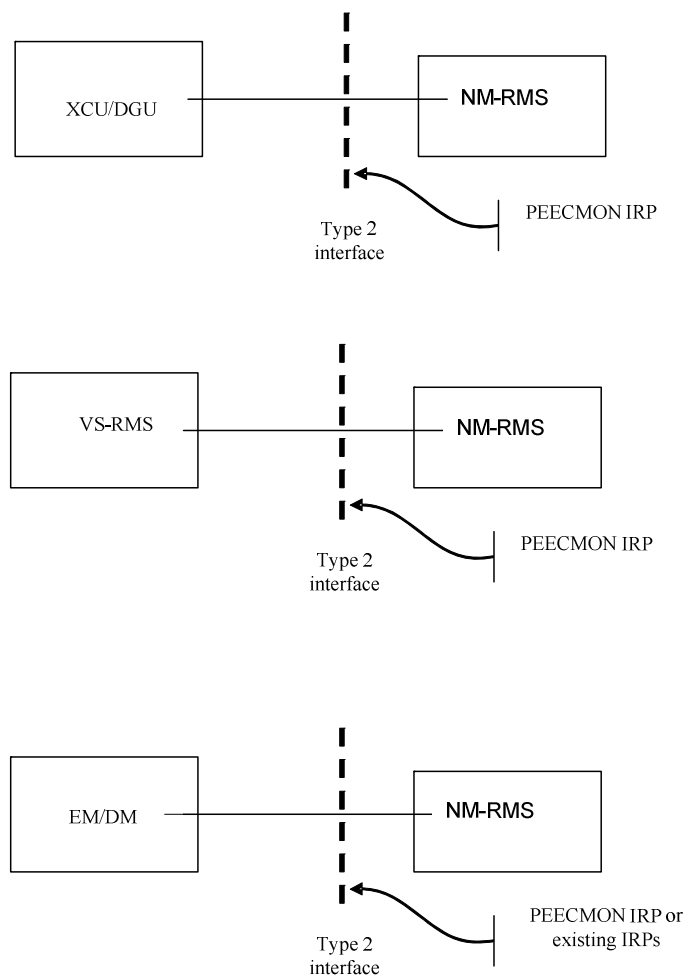 XCU/DGU
NM-RMS
PEECMON IRP
Type 2
interface
VS-RMS
NM-RMS
PEECMON IRP
Type 2
interface
EM/DM
NM-RMS
PEECMON IRP or
existing IRPs
Type 2
interface